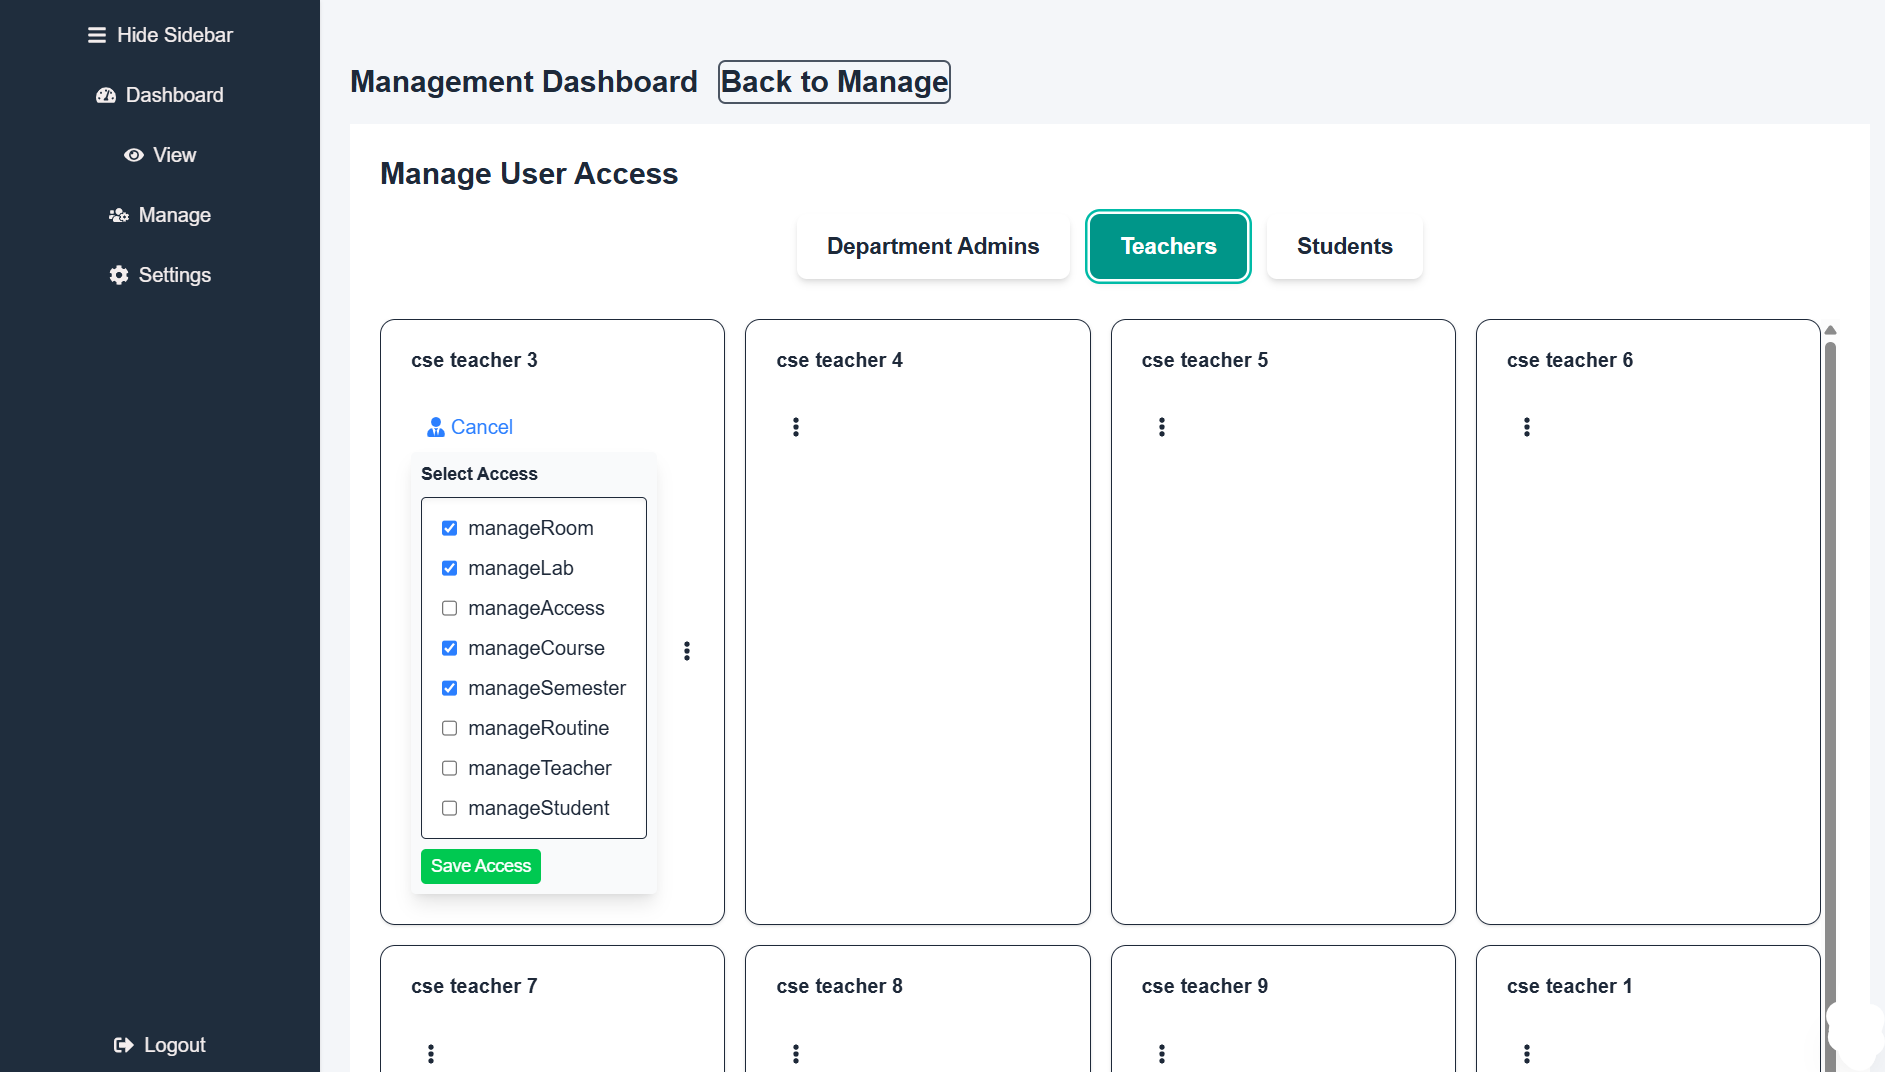 Hide Sidebar
Dashboard
View
Manage
Settings
Logout
Management Dashboard Back to Manage
Manage User Access
Department Admins Teachers Students
cse teacher 3
Cancel
Select Access
manageRoom
manageLab
manageAccess
manageCourse
manageSemester
manageRoutine
manageTeacher
manageStudent
Save Access
cse teacher 4
cse teacher 5
cse teacher 6
cse teacher 7
cse teacher 8
cse teacher 9
cse teacher 1